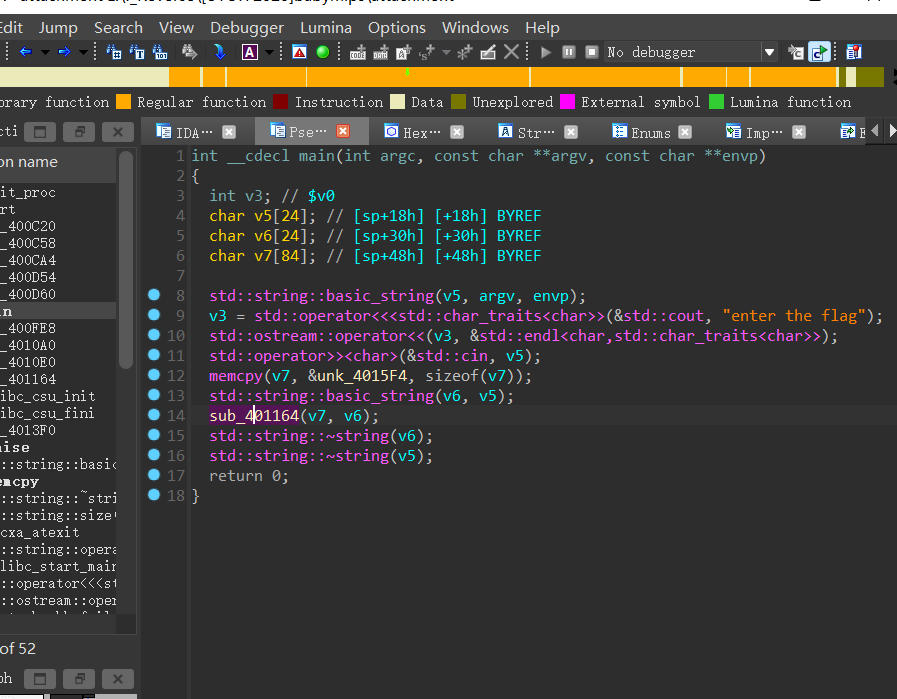 Edit Jump Search View Debugger Lumina Options Windows Help
No debugger
brary function Regular function Instruction Data Unexplored External symbol Lumina function
IDA… Pse… Hex… Str… Enums Imp…
on name
it_proc
rt
_400C20
_400C58
_400CA4
_400D54
_400D60
in
_400FE8
_4010A0
_4010E0
_401164
ibc_csu_init
ibc_csu_fini
_4013F0
aise
::string::basic
emcpy
::string::~stri
::string::size
cxa_atexit
::string::opera
libc_start_main
::operator<<<st
::ostream::oper
of 52
1 int __cdecl main(int argc, const char **argv, const char **envp)
2 {
3 int v3; // $v0
4 char v5[24]; // [sp+18h] [+18h] BYREF
5 char v6[24]; // [sp+30h] [+30h] BYREF
6 char v7[84]; // [sp+48h] [+48h] BYREF
7
8 std::string::basic_string(v5, argv, envp);
9 v3 = std::operator<<<std::char_traits<char>>(&std::cout, "enter the flag");
10 std::ostream::operator<<(v3, &std::endl<char,std::char_traits<char>>);
11 std::operator>><char>(&std::cin, v5);
12 memcpy(v7, &unk_4015F4, sizeof(v7));
13 std::string::basic_string(v6, v5);
14 sub_401164(v7, v6);
15 std::string::~string(v6);
16 std::string::~string(v5);
17 return 0;
18 }